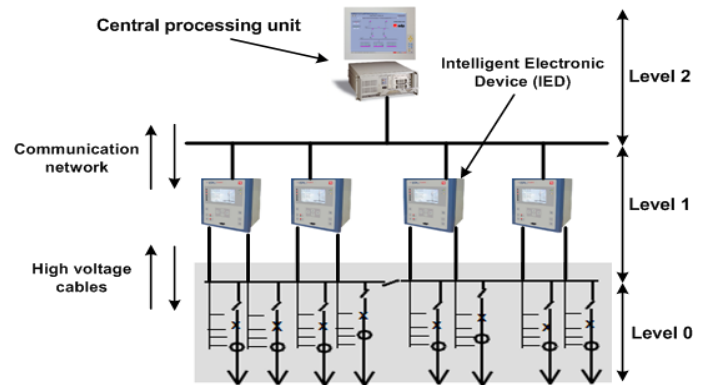 Central processing unit
Intelligent Electronic
Device (IED)
Level 2
Communication
network
Level 1
High voltage
cables
Level 0